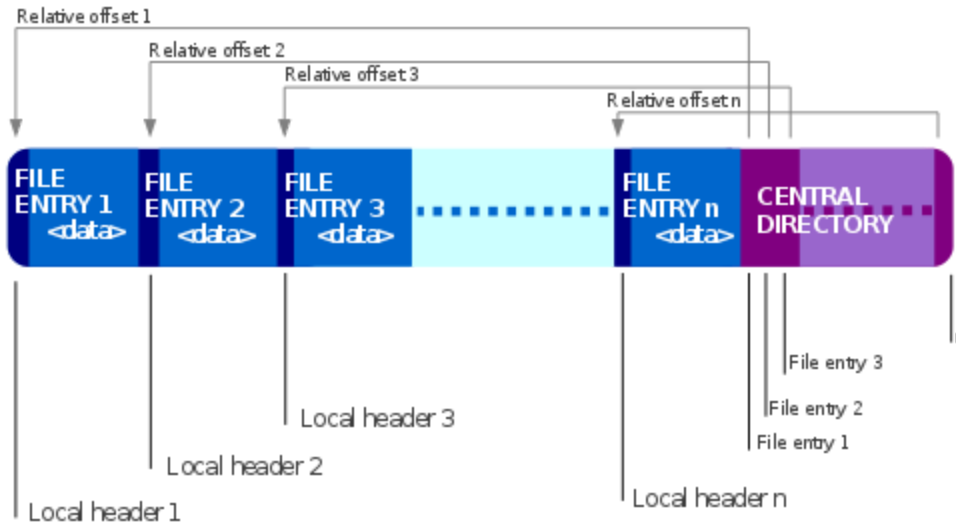 Relative offset 1
Relative offset 2
Relative offset 3
Relative offset n
FILE
ENTRY 1
<data>
FILE
ENTRY 2
<data>
FILE
ENTRY 3
<data>
FILE
ENTRY n
<data>
CENTRAL
DIRECTORY
File entry 3
File entry 2
File entry 1
Local header 3
Local header 2
Local header n
Local header 1